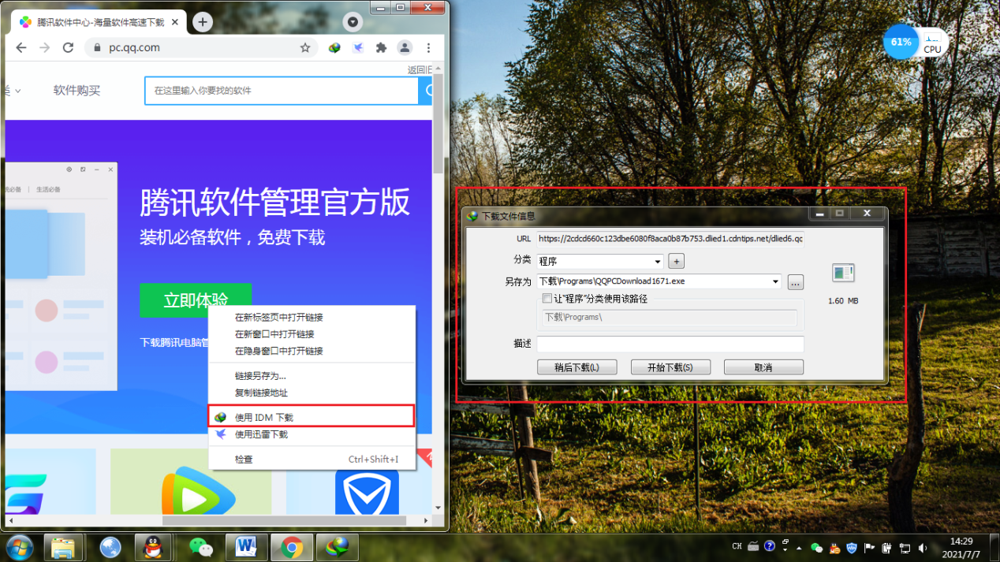 腾讯软件中心-海量软件高速下载
pc.qq.com
返回旧
类
软件购买
在这里输入你要找的软件
生活必备
腾讯软件管理官方版
装机必备软件，免费下载
立即体验
下载腾讯电脑管
在新标签页中打开链接
在新窗口中打开链接
在隐身窗口中打开链接
链接另存为...
复制链接地址
使用 IDM 下载
使用迅雷下载
检查 Ctrl+Shift+I
61%
CPU
下载文件信息
URL https://2cdcd660c123dbe6080f8aca0b87b753.dlied1.cdntips.net/dlied6.qc
分类 程序 +
另存为 下载\Programs\QQPCDownload1671.exe ...
让"程序"分类使用该路径
下载\Programs\
1.60 MB
描述
稍后下载(L) 开始下载(S) 取消
CH
14:29
2021/7/7